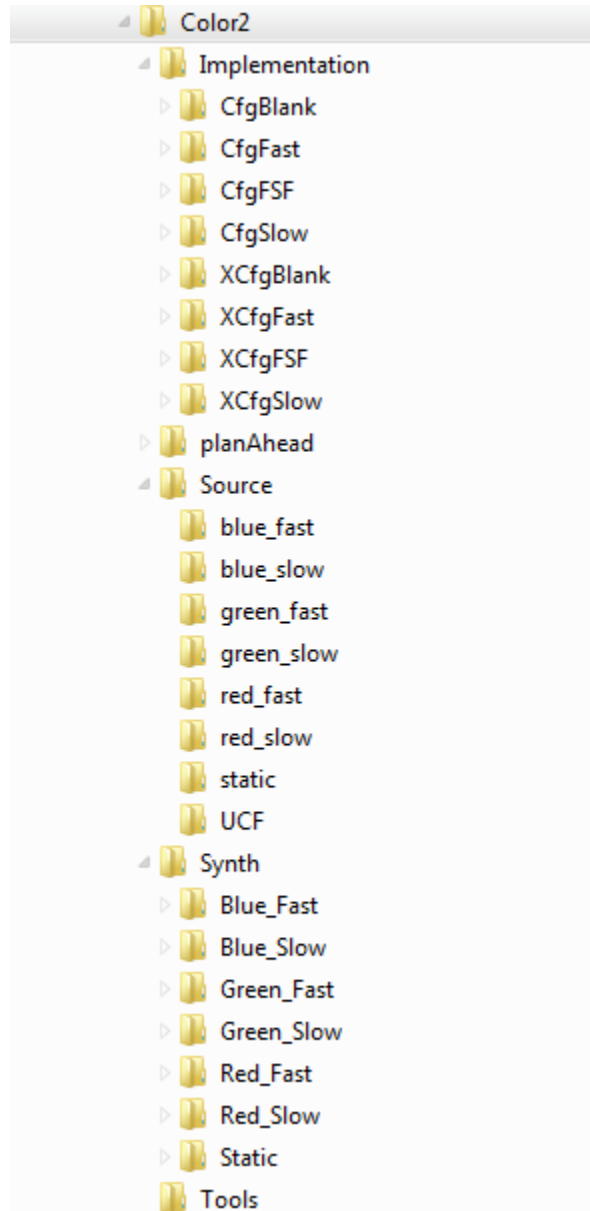 Color2
Implementation
CfgBlank
CfgFast
CfgFSF
CfgSlow
XCfgBlank
XCfgFast
XCfgFSF
XCfgSlow
planAhead
Source
blue_fast
blue_slow
green_fast
green_slow
red_fast
red_slow
static
UCF
Synth
Blue_Fast
Blue_Slow
Green_Fast
Green_Slow
Red_Fast
Red_Slow
Static
Tools